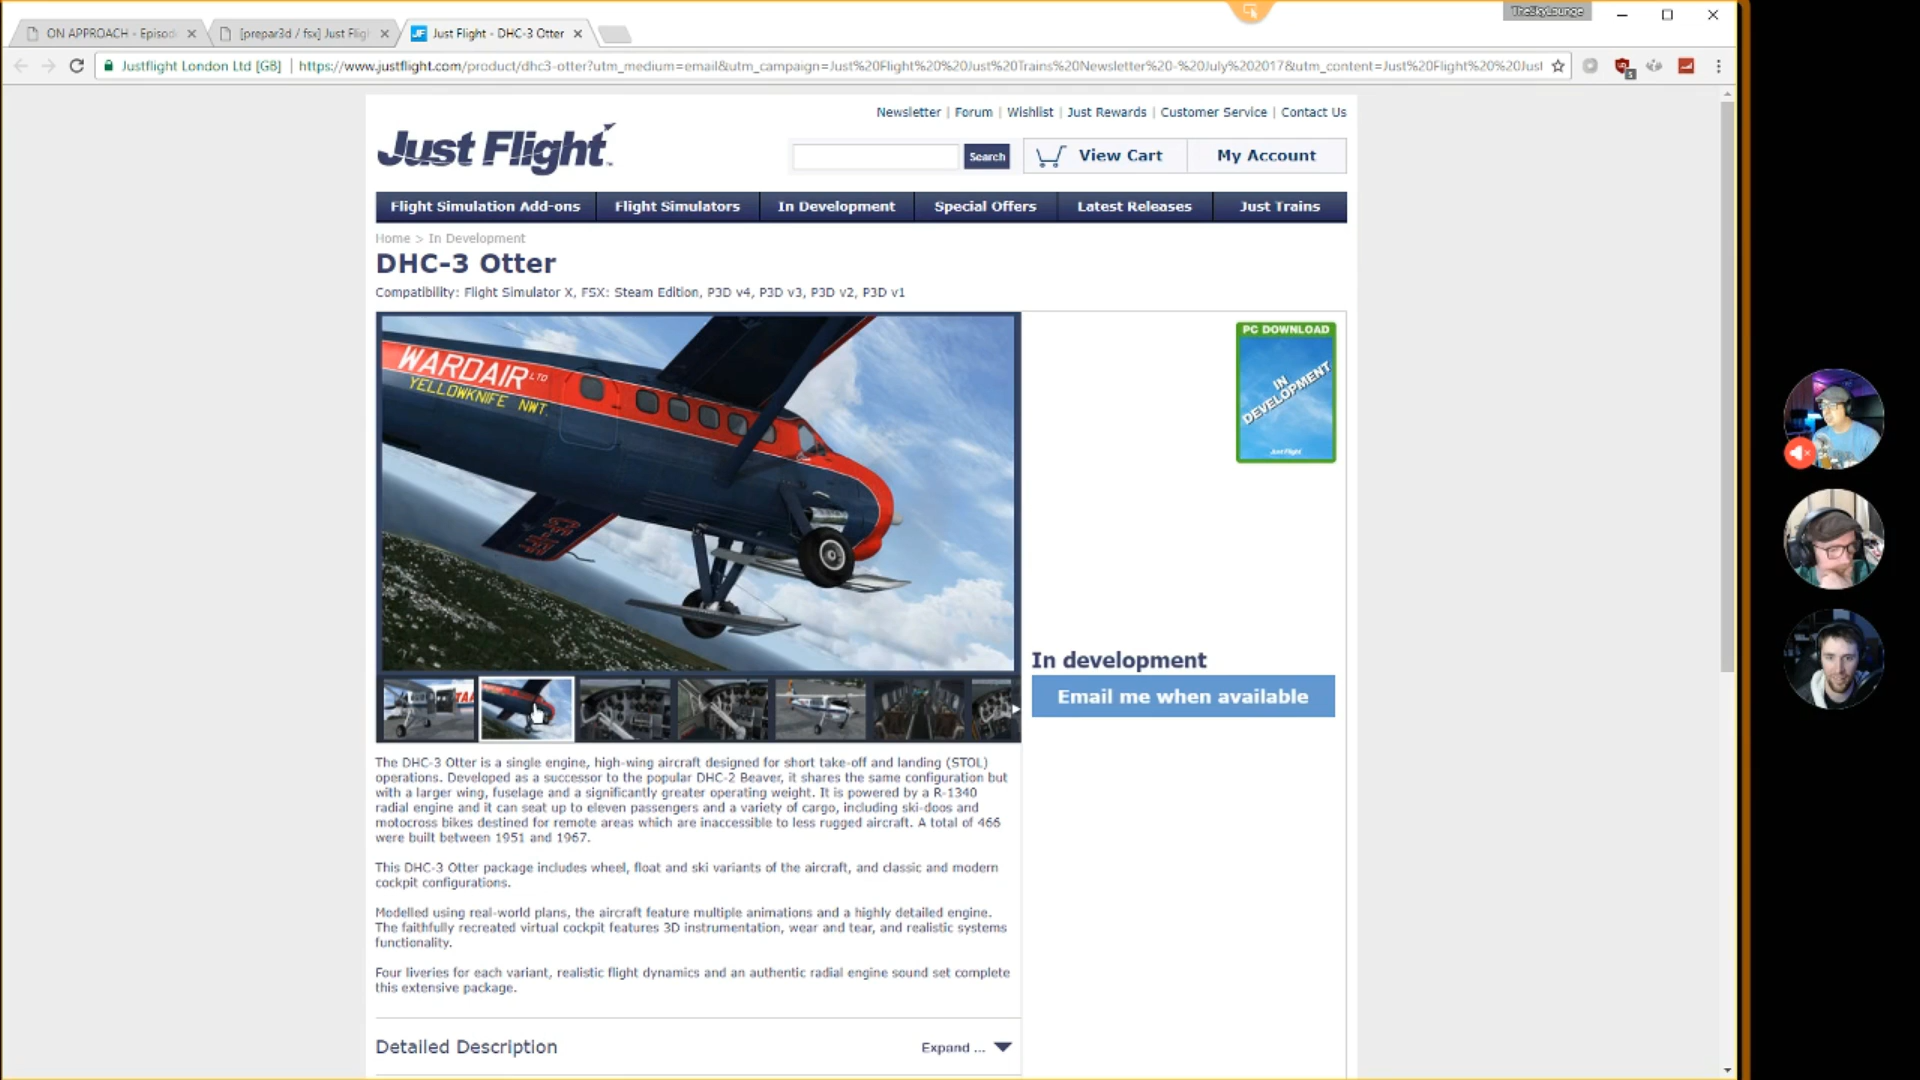 TheSkyLounge
ON APPROACH - Episod
[prepar3d / fsx] Just Fligh
Just Flight - DHC-3 Otter
Justflight London Ltd [GB]
https://www.justflight.com/product/dhc3-otter?utm_medium=email&utm_campaign=Just%20Flight%20%20Just%20Trains%20Newsletter%20-%20July%202017&utm_content=Just%20Flight%20%20Just
Newsletter | Forum | Wishlist | Just Rewards | Customer Service | Contact Us
Just Flight
Search
View Cart
My Account
Flight Simulation Add-ons
Flight Simulators
In Development
Special Offers
Latest Releases
Just Trains
Home > In Development
DHC-3 Otter
Compatibility: Flight Simulator X, FSX: Steam Edition, P3D v4, P3D v3, P3D v2, P3D v1
WARDAIR LTD
YELLOWKNIFE NWT.
PC DOWNLOAD
IN
DEVELOPMENT
Just Flight
In development
Email me when available
The DHC-3 Otter is a single engine, high-wing aircraft designed for short take-off and landing (STOL)
operations. Developed as a successor to the popular DHC-2 Beaver, it shares the same configuration but
with a larger wing, fuselage and a significantly greater operating weight. It is powered by a R-1340
radial engine and it can seat up to eleven passengers and a variety of cargo, including ski-doos and
motocross bikes destined for remote areas which are inaccessible to less rugged aircraft. A total of 466
were built between 1951 and 1967.
This DHC-3 Otter package includes wheel, float and ski variants of the aircraft, and classic and modern
cockpit configurations.
Modelled using real-world plans, the aircraft feature multiple animations and a highly detailed engine.
The faithfully recreated virtual cockpit features 3D instrumentation, wear and tear, and realistic systems
functionality.
Four liveries for each variant, realistic flight dynamics and an authentic radial engine sound set complete
this extensive package.
Detailed Description
Expand ...